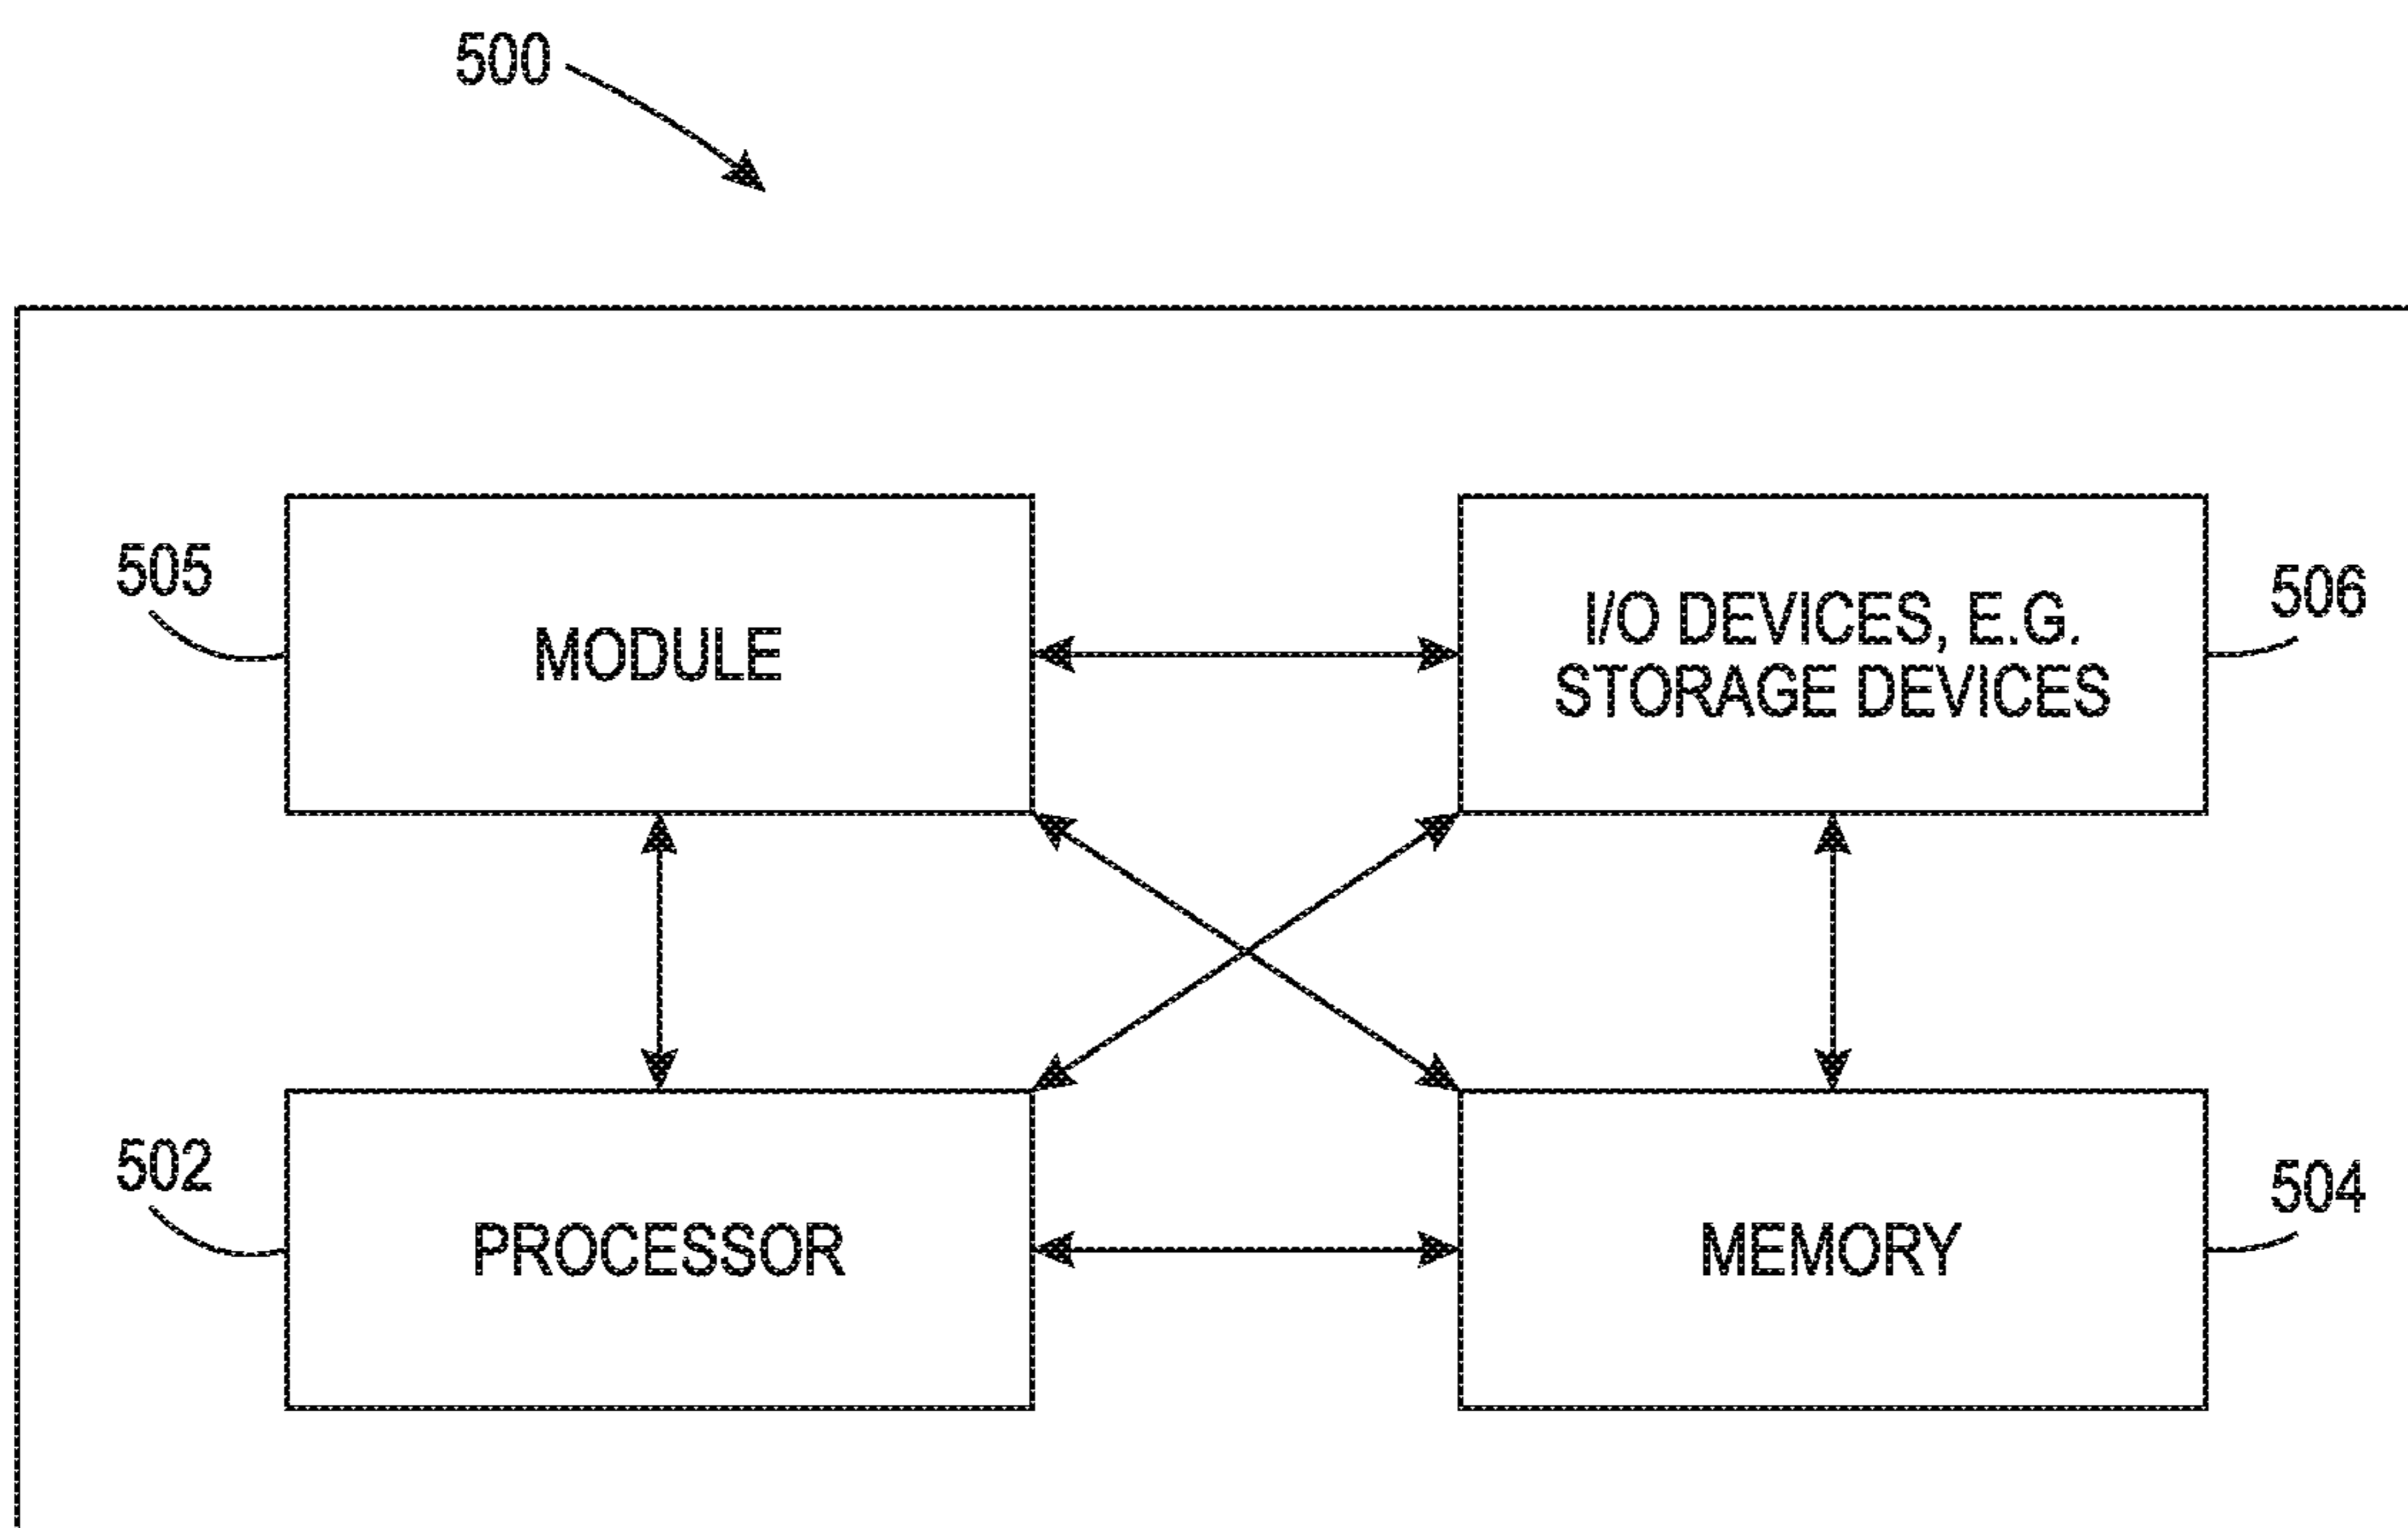 500
505
MODULE
I/O DEVICES, E.G.
STORAGE DEVICES
506
502
PROCESSOR
MEMORY
504